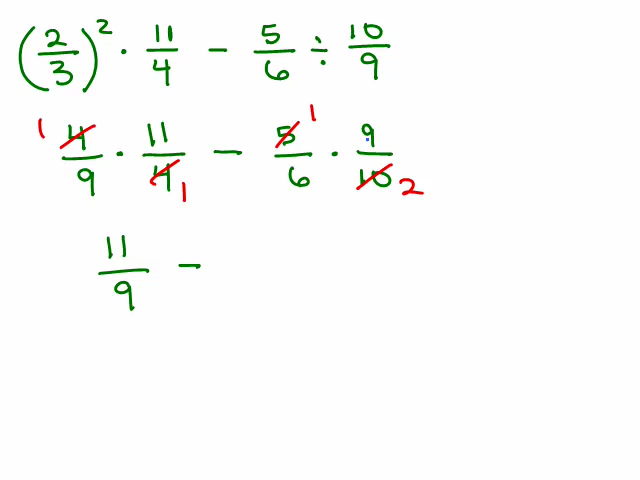 (2/3)^2 · 11/4 - 5/6 ÷ 10/9
1 4/9 · 11/4 1 - 5/6 1 · 9/10 2
11/9 -